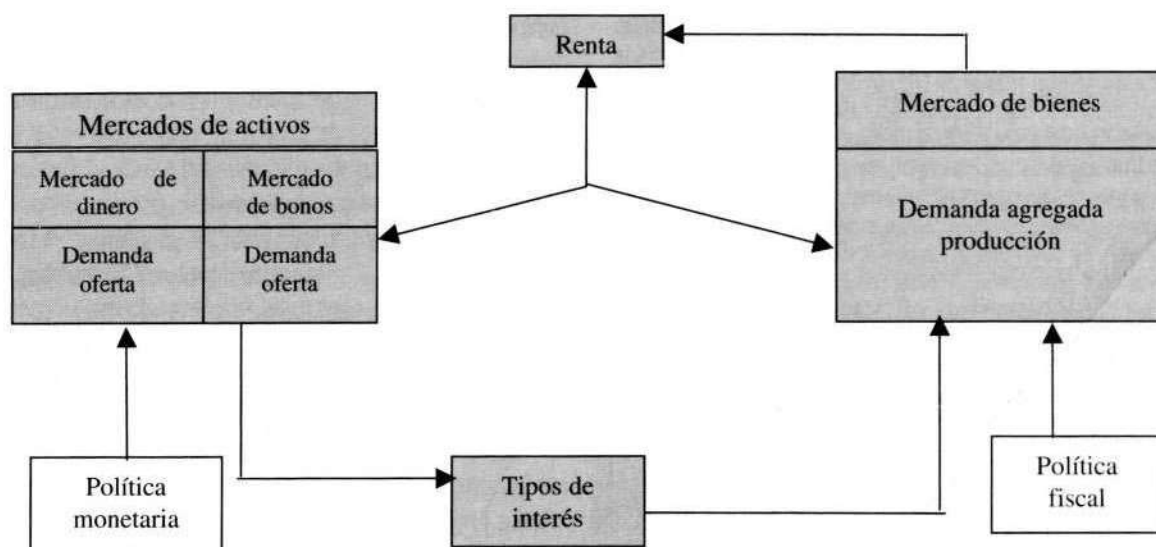 Renta
Mercados de activos
Mercado de
dinero
Mercado
de bonos
Demanda
oferta
Demanda
oferta
Mercado de bienes
Demanda agregada
producción
Política
monetaria
Tipos de
interés
Política
fiscal